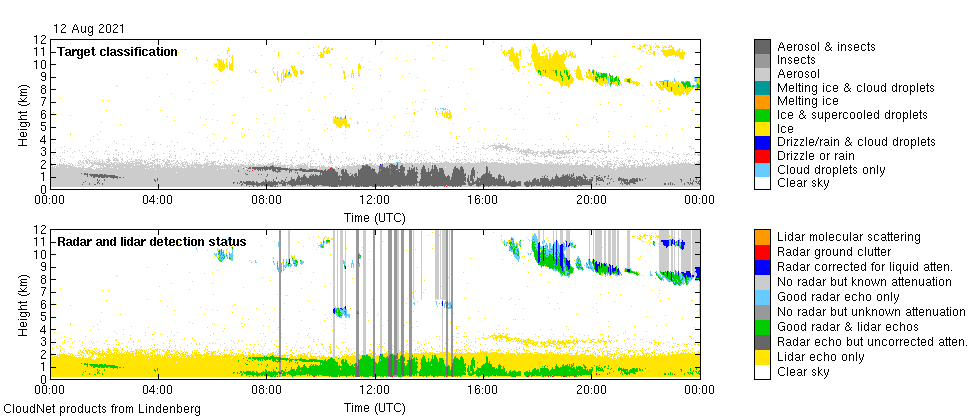 12 Aug 2021
Target classification
12
11
10
9
8
7
6
5
4
3
2
1
0
Height (km)
00:00 04:00 08:00 12:00 16:00 20:00 00:00
Time (UTC)
Aerosol & insects
Insects
Aerosol
Melting ice & cloud droplets
Melting ice
Ice & supercooled droplets
Ice
Drizzle/rain & cloud droplets
Drizzle or rain
Cloud droplets only
Clear sky
Radar and lidar detection status
12
11
10
9
8
7
6
5
4
3
2
1
0
Height (km)
00:00 04:00 08:00 12:00 16:00 20:00 00:00
Time (UTC)
Lidar molecular scattering
Radar ground clutter
Radar corrected for liquid atten.
No radar but known attenuation
Good radar echo only
No radar but unknown attenuation
Good radar & lidar echos
Radar echo but uncorrected atten.
Lidar echo only
Clear sky
CloudNet products from Lindenberg